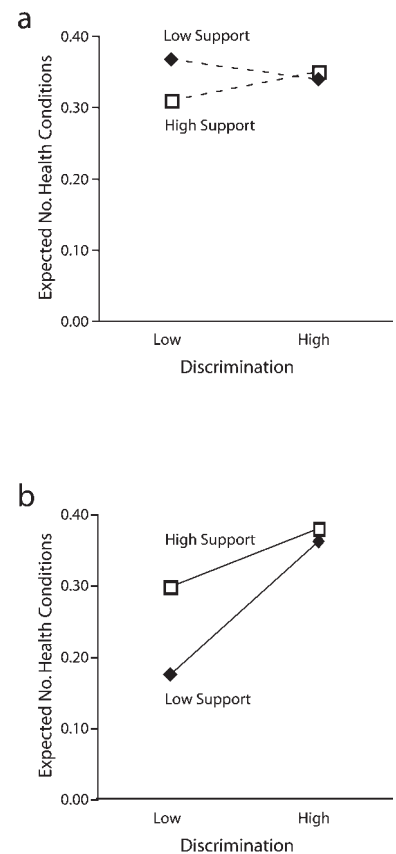 a
0.40
Low Support
0.30
High Support
0.20
0.10
0.00
Expected No. Health Conditions
Low
High
Discrimination
b
0.40
High Support
0.30
0.20
Low Support
0.10
0.00
Expected No. Health Conditions
Low
High
Discrimination